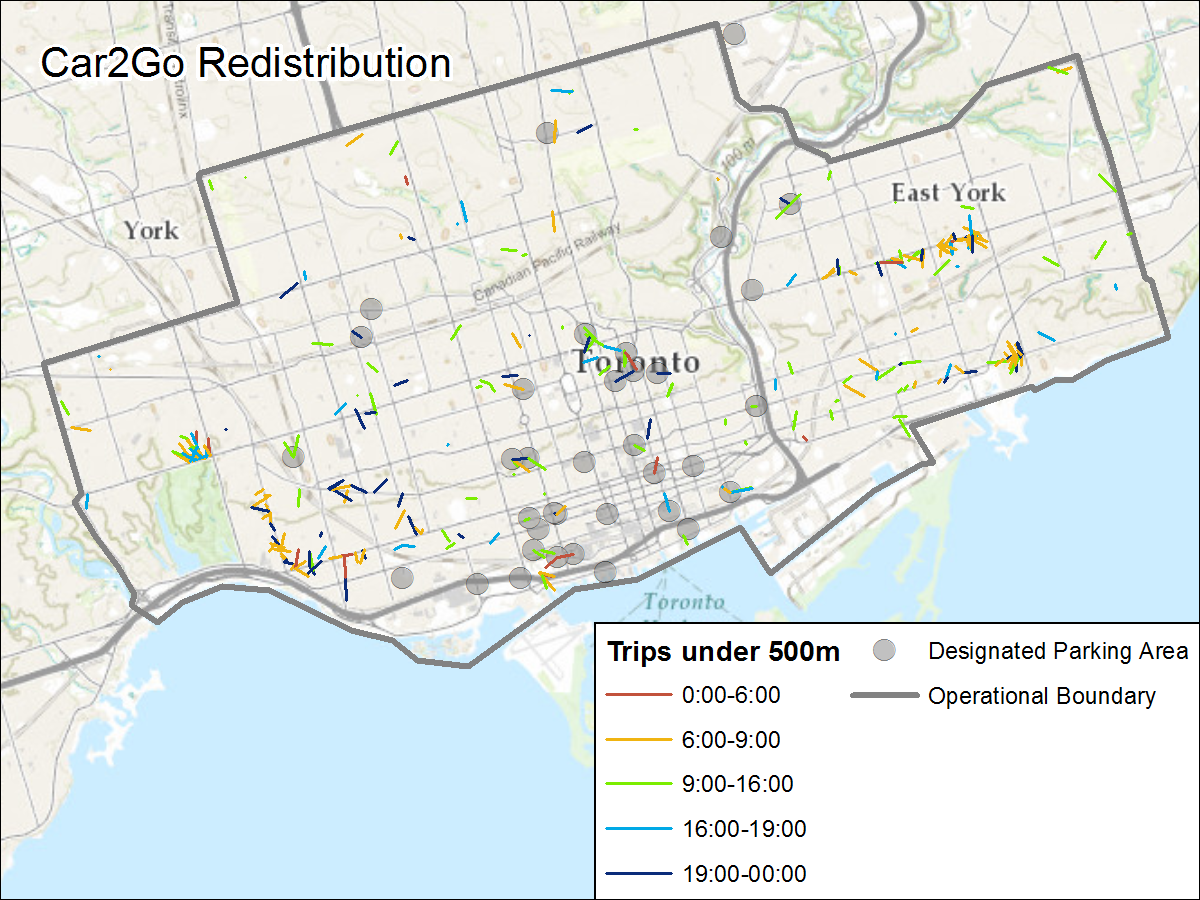 Car2Go Redistribution
100 m
East York
York
Canadian Pacific Railway
Toronto
Toronto
Trips under 500m
Designated Parking Area
0:00-6:00
Operational Boundary
6:00-9:00
9:00-16:00
16:00-19:00
19:00-00:00